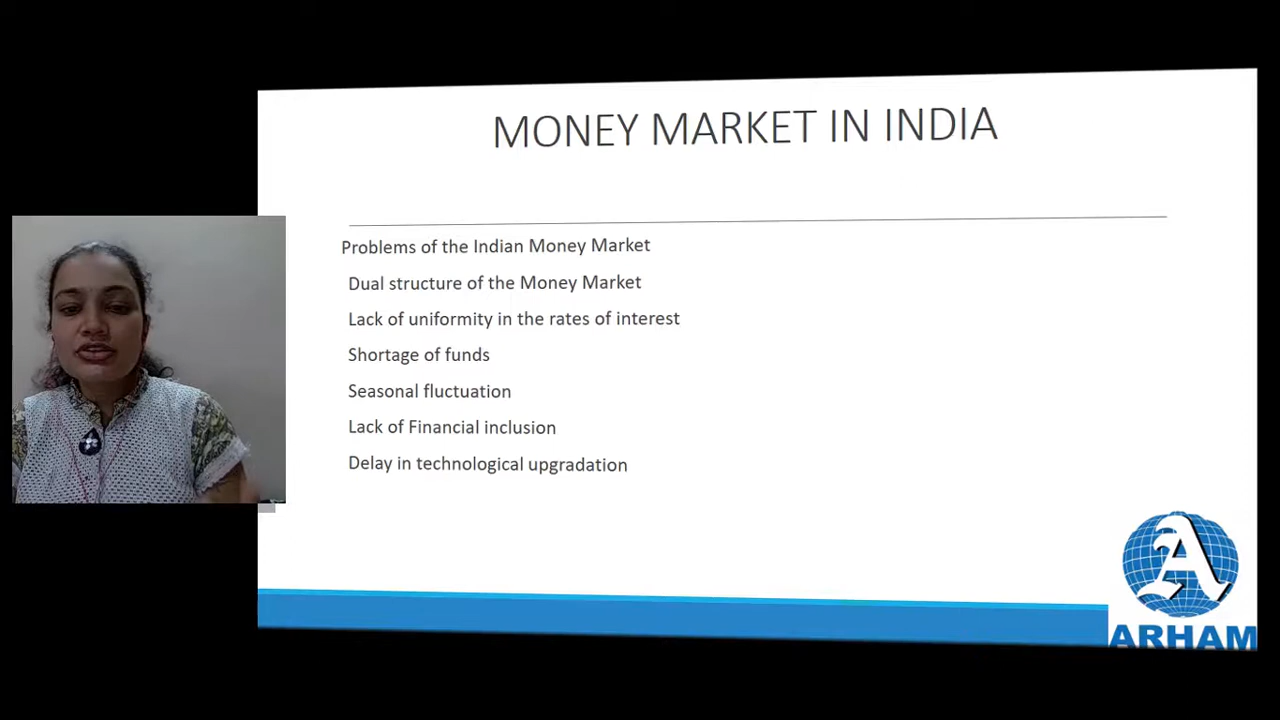 MONEY MARKET IN INDIA
Problems of the Indian Money Market
Dual structure of the Money Market
Lack of uniformity in the rates of interest
Shortage of funds
Seasonal fluctuation
Lack of Financial inclusion
Delay in technological upgradation
A
ARHAM